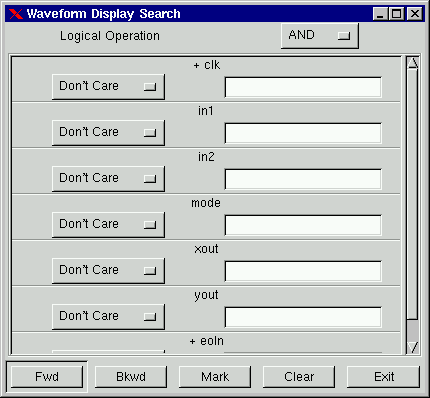 Waveform Display Search
Logical Operation AND
+ clk
Don't Care
in1
Don't Care
in2
Don't Care
mode
Don't Care
xout
Don't Care
yout
Don't Care
+ eoln
Fwd Bkwd Mark Clear Exit